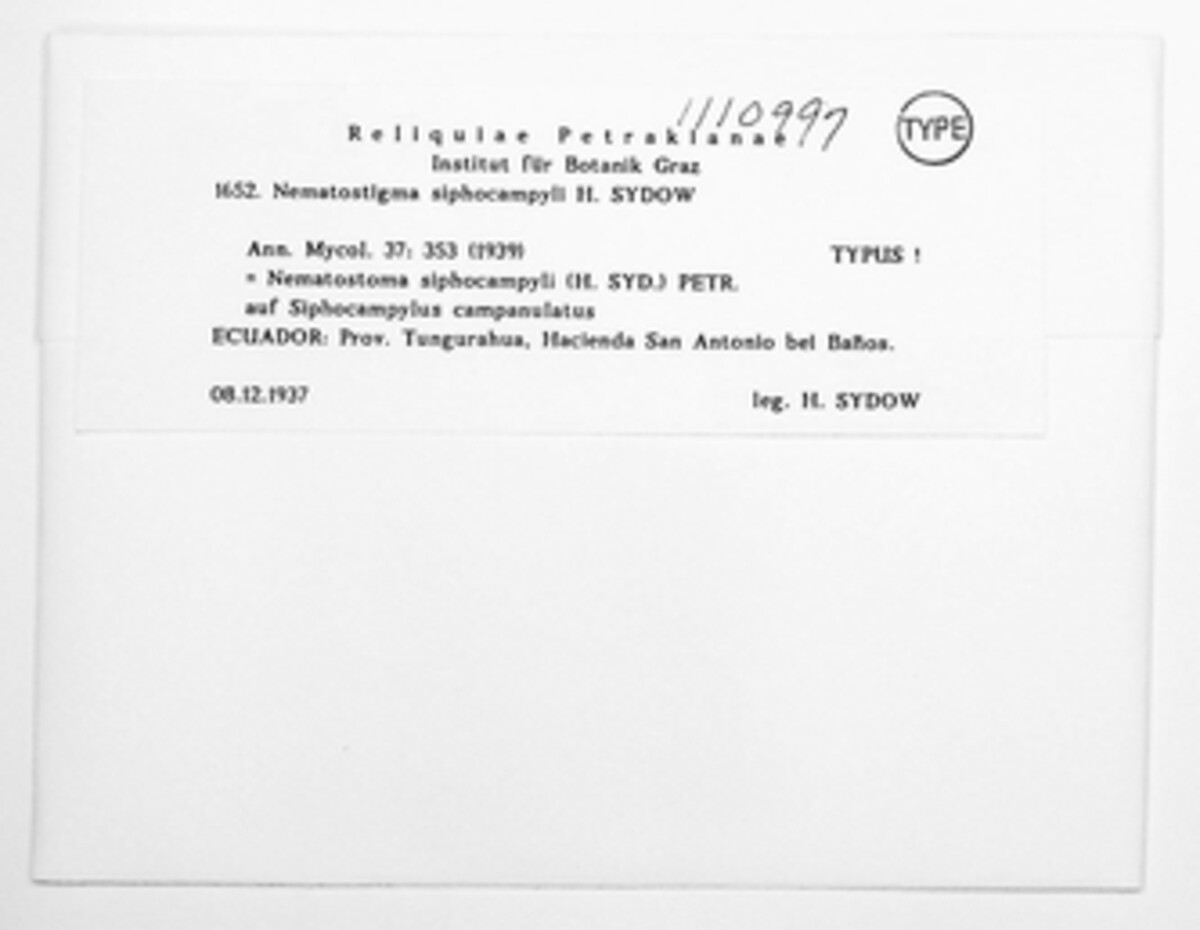 1110997
TYPE
Reliquiae Petrakianae
Institut für Botanik Graz
1652. Nematostigma siphocampyli H. SYDOW
Ann. Mycol. 37: 353 (1939) TYPUS !
= Nematostoma siphocampyli (H. SYD.) PETR.
auf Siphocampylus campanulatus
ECUADOR: Prov. Tungurahua, Hacienda San Antonio bei Baños.
08.12.1937 leg. H. SYDOW